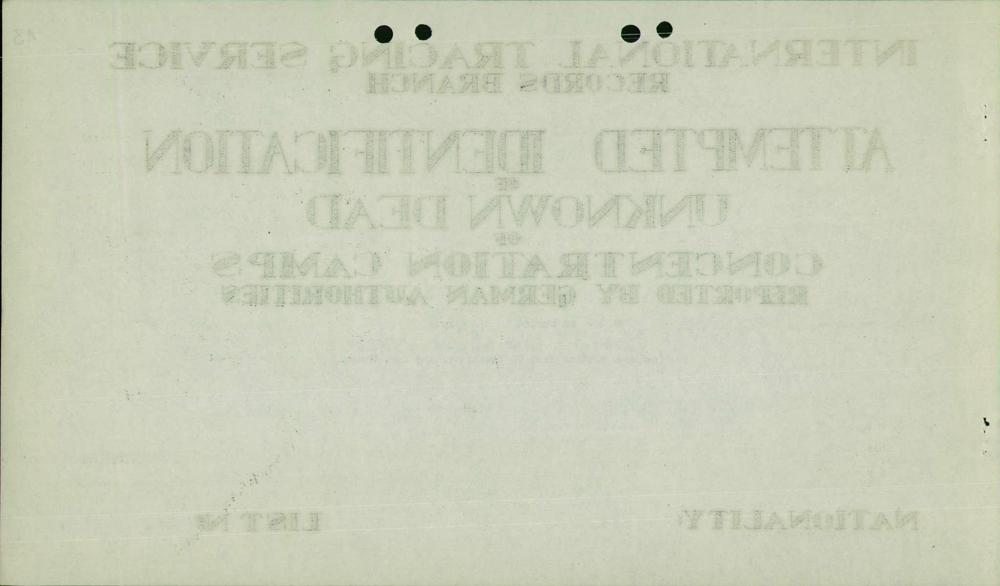 43
INTERNATIONAL TRACING SERVICE
RECORDS BRANCH
ATTEMPTED IDENTIFICATION
OF
UNKNOWN DEAD
OF
CONCENTRATION CAMPS
REPORTED BY GERMAN AUTHORITIES
NATIONALITY:
LIST №